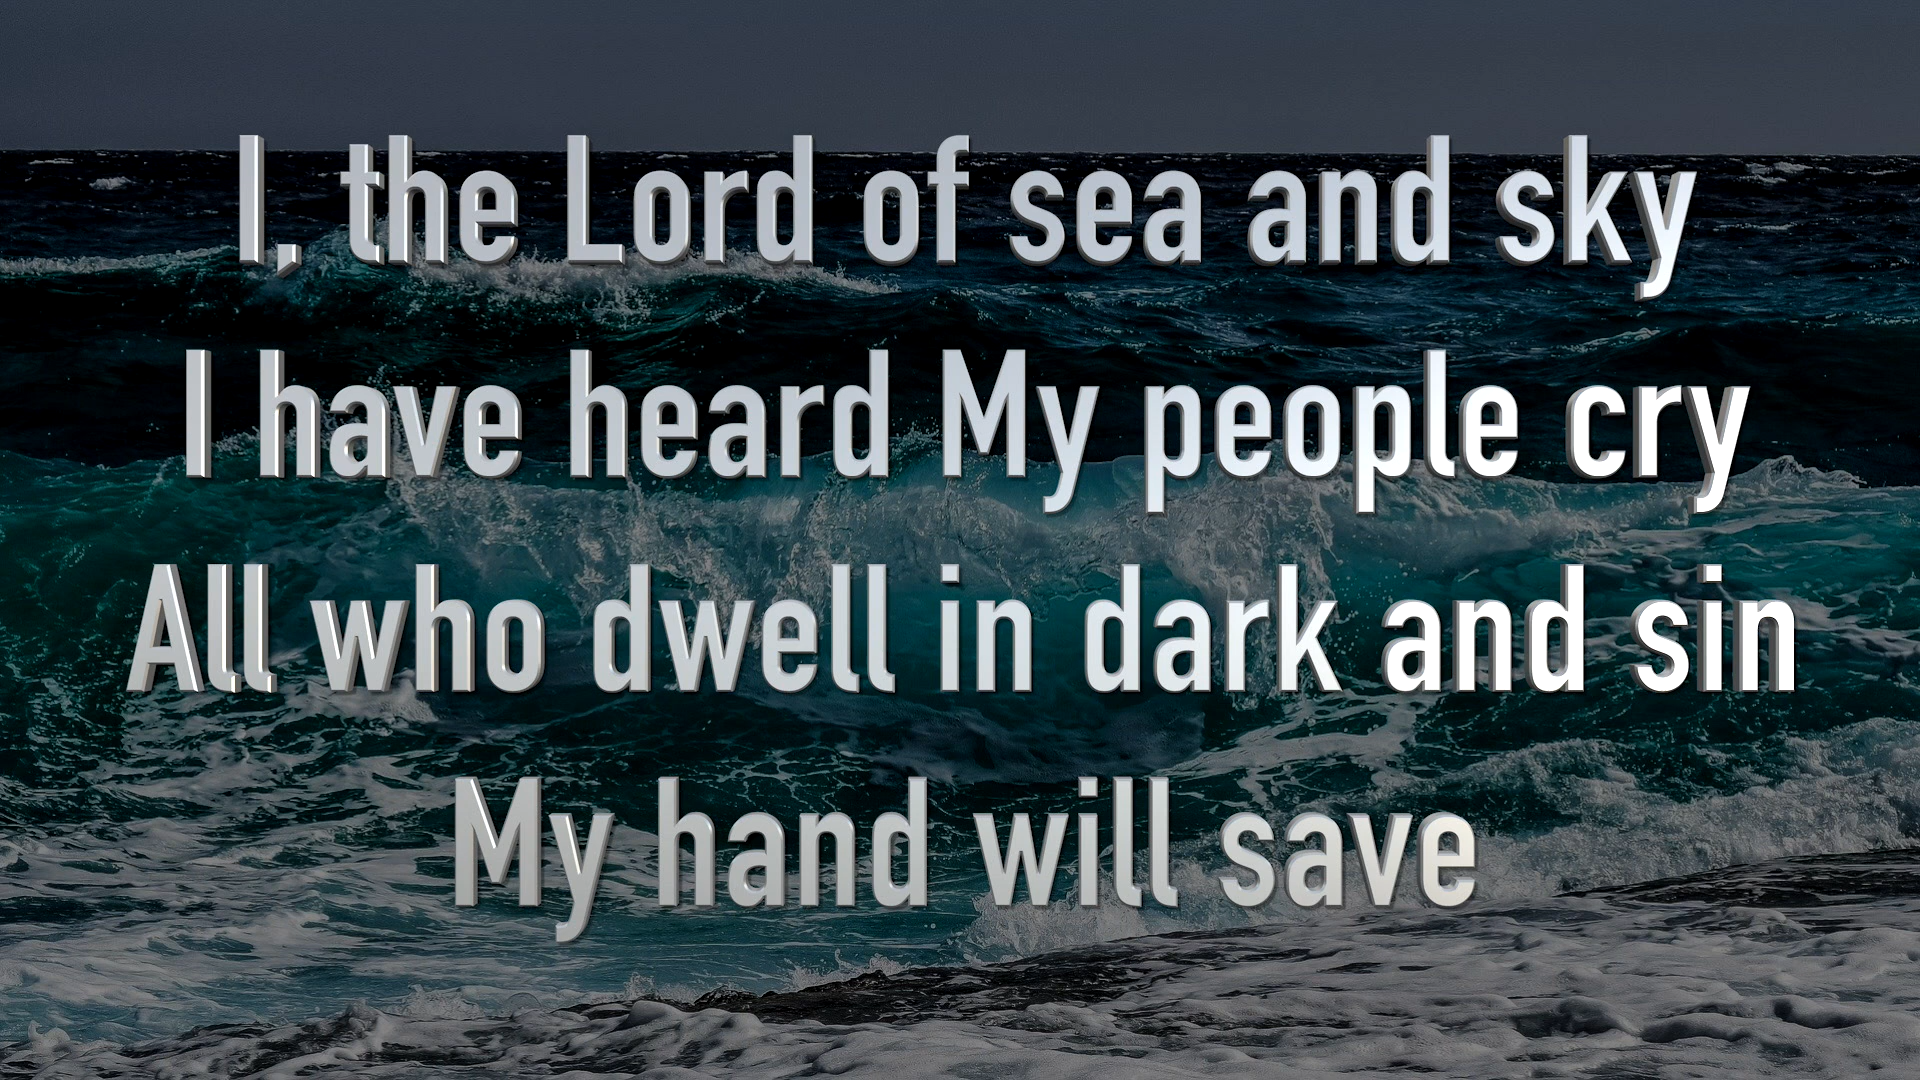 I, the Lord of sea and sky
I have heard My people cry
All who dwell in dark and sin
My hand will save